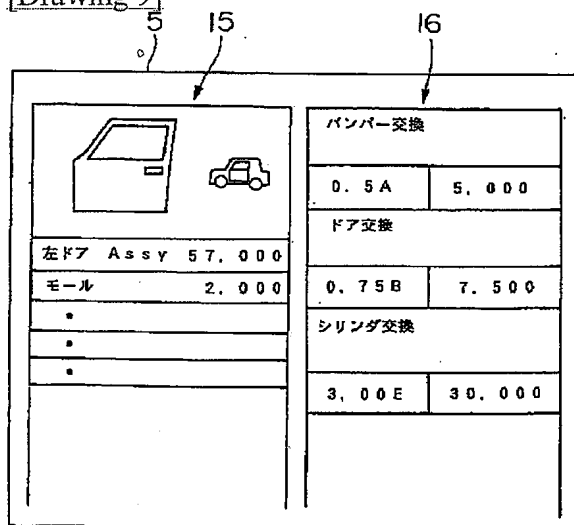 [Drawing 9]
5 15 16
左ドア Assy 57,000
モール 2,000
バンパー交換
0.5A 5,000
ドア交換
0.75B 7.500
シリンダ交換
3,00E 30.000